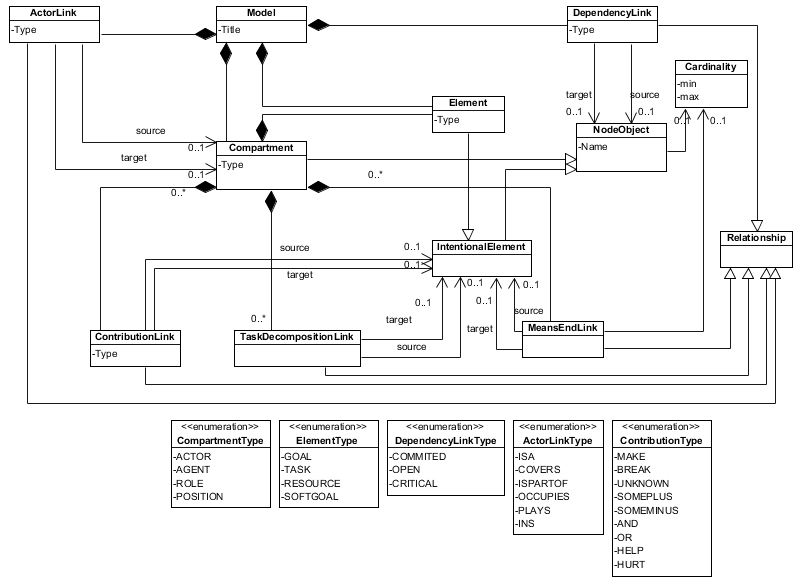 ActorLink
-Type
Model
-Title
DependencyLink
-Type
Cardinality
-min
-max
target
source
0..1
0..1
Element
-Type
0..1
0..1
NodeObject
-Name
source
0..1
target
0..1
Compartment
-Type
0..*
0..*
Relationship
source
0..1
target
0..1
IntentionalElement
0..1
0..1
0..1
0..1
source
target
target
source
0..*
ContributionLink
-Type
TaskDecompositionLink
MeansEndLink
<<enumeration>>
CompartmentType
-ACTOR
-AGENT
-ROLE
-POSITION
<<enumeration>>
ElementType
-GOAL
-TASK
-RESOURCE
-SOFTGOAL
<<enumeration>>
DependencyLinkType
-COMMITED
-OPEN
-CRITICAL
<<enumeration>>
ActorLinkType
-ISA
-COVERS
-ISPARTOF
-OCCUPIES
-PLAYS
-INS
<<enumeration>>
ContributionType
-MAKE
-BREAK
-UNKNOWN
-SOMEPLUS
-SOMEMINUS
-AND
-OR
-HELP
-HURT